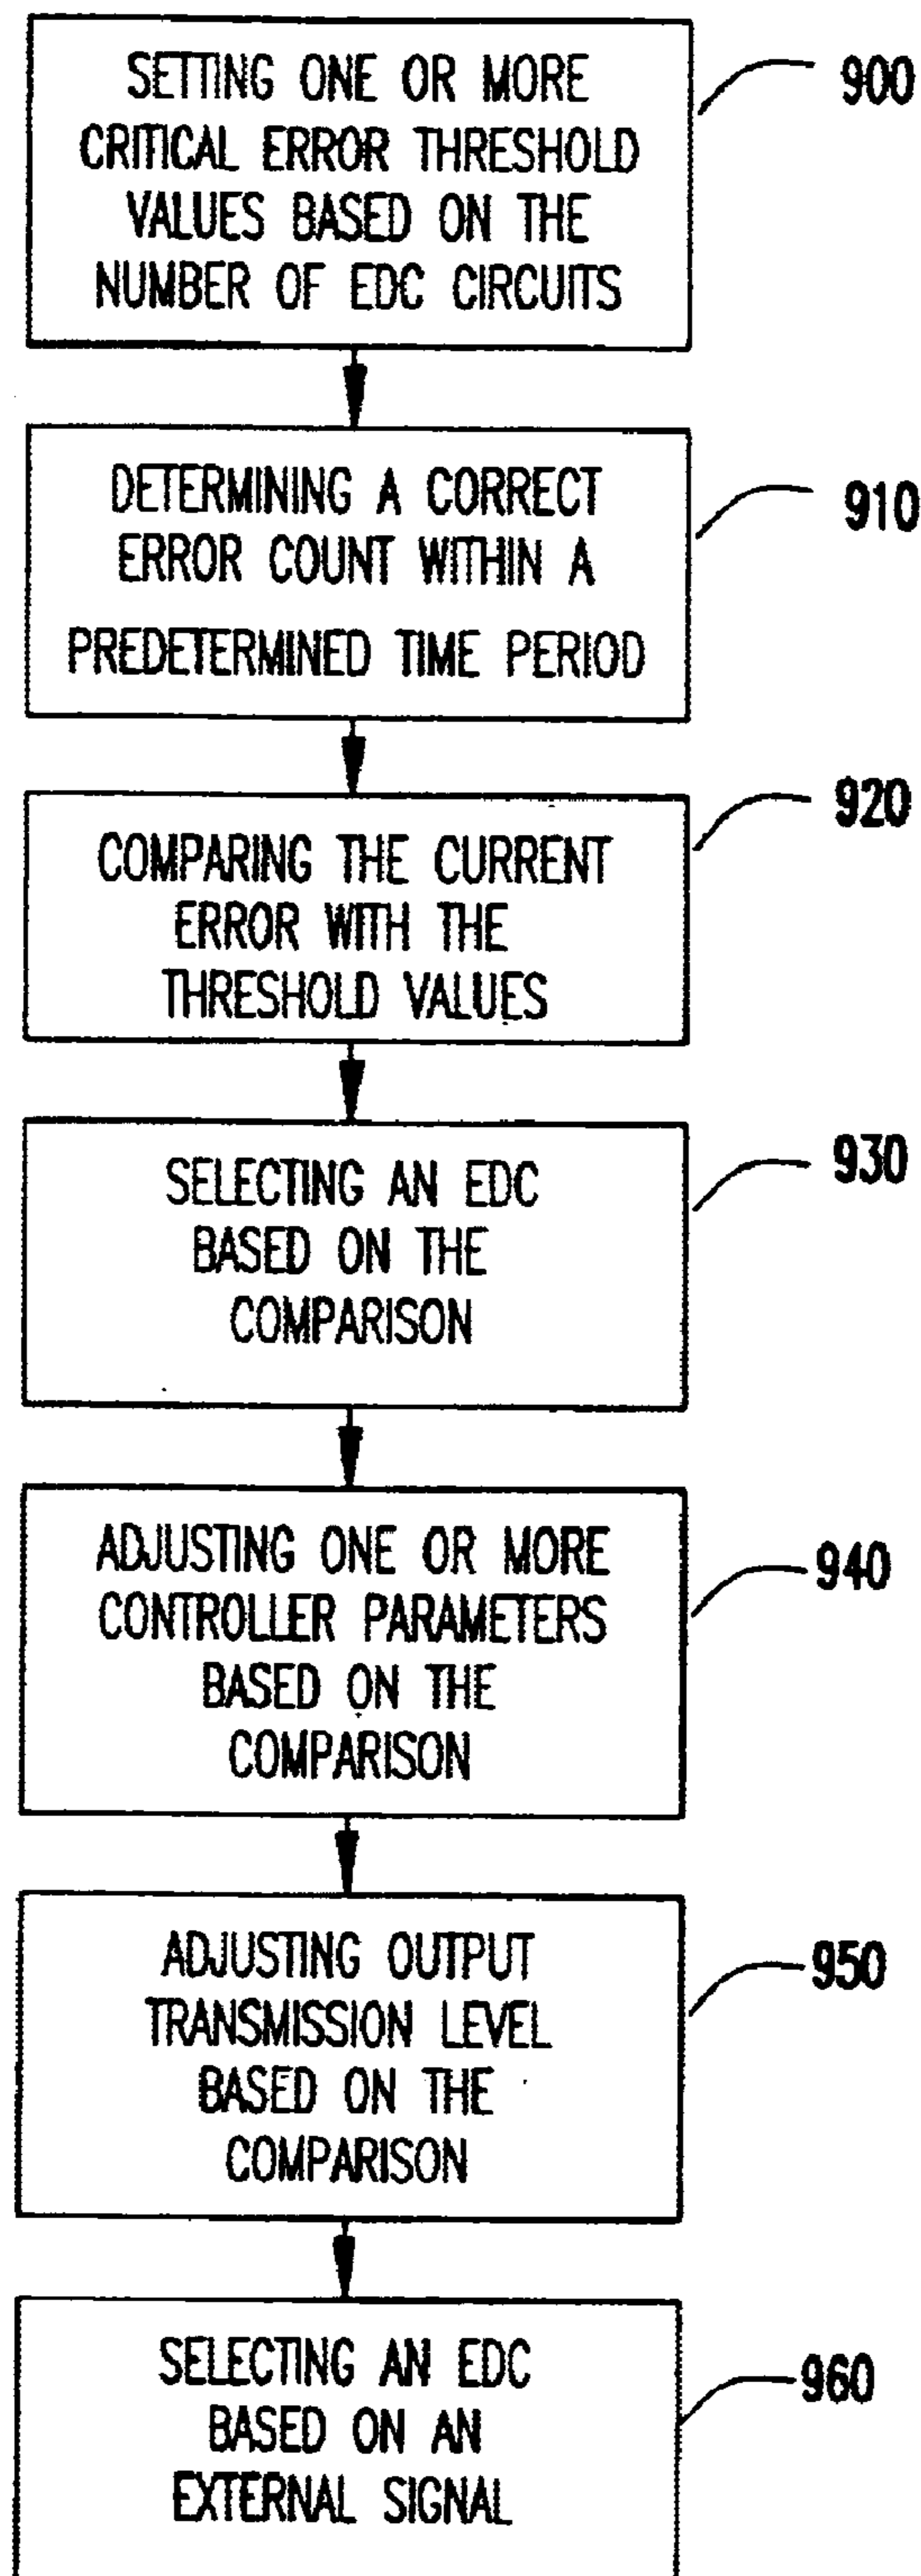 SETTING ONE OR MORE
CRITICAL ERROR THRESHOLD
VALUES BASED ON THE
NUMBER OF EDC CIRCUITS
900
DETERMINING A CORRECT
ERROR COUNT WITHIN A
PREDETERMINED TIME PERIOD
910
COMPARING THE CURRENT
ERROR WITH THE
THRESHOLD VALUES
920
SELECTING AN EDC
BASED ON THE
COMPARISON
930
ADJUSTING ONE OR MORE
CONTROLLER PARAMETERS
BASED ON THE
COMPARISON
940
ADJUSTING OUTPUT
TRANSMISSION LEVEL
BASED ON THE
COMPARISON
950
SELECTING AN EDC
BASED ON AN
EXTERNAL SIGNAL
960